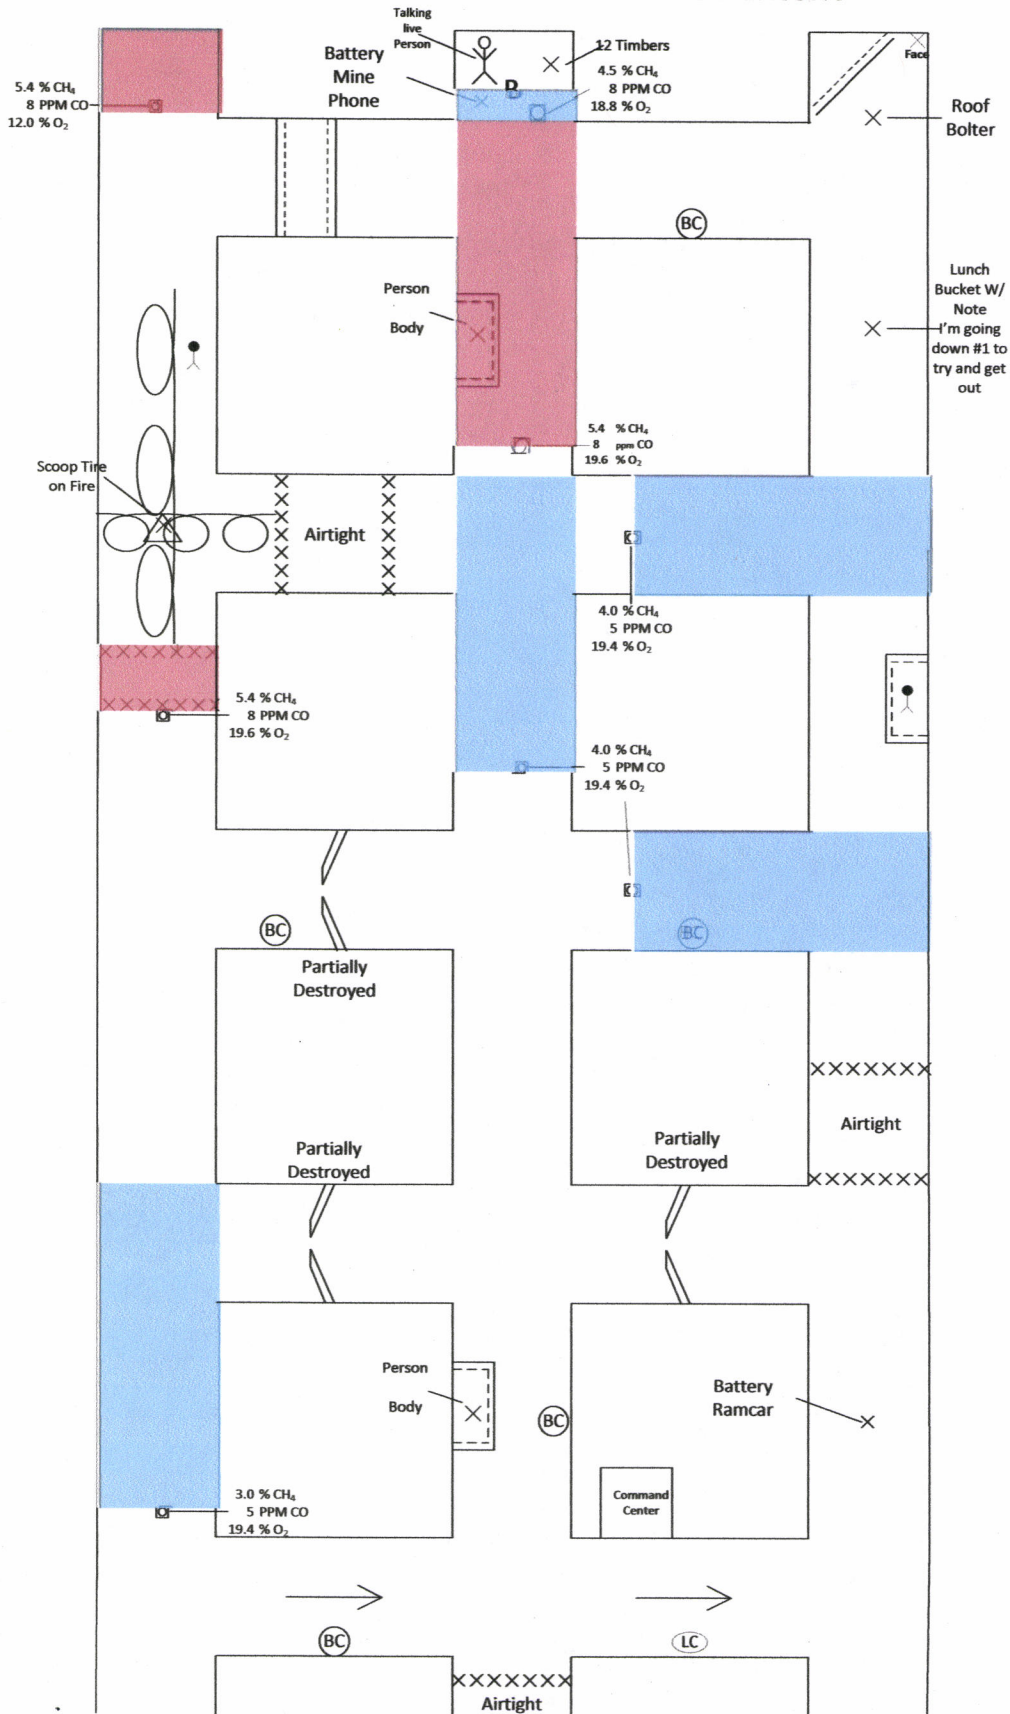 Talking
live
Person
12 Timbers
Battery
Mine
Phone
B
4.5 % CH₄
8 PPM CO
18.8 % O₂
Face
5.4 % CH₄
8 PPM CO
12.0 % O₂
Roof
Bolter
BC
Person
Body
Lunch
Bucket W/
Note
I'm going
down #1 to
try and get
out
5.4 % CH₄
8 ppm CO
19.6 % O₂
Scoop Tire
on Fire
Airtight
4.0 % CH₄
5 PPM CO
19.4 % O₂
5.4 % CH₄
8 PPM CO
19.6 % O₂
4.0 % CH₄
5 PPM CO
19.4 % O₂
BC
BC
Partially
Destroyed
Airtight
Partially
Destroyed
Partially
Destroyed
Person
Body
BC
Battery
Ramcar
3.0 % CH₄
5 PPM CO
19.4 % O₂
Command
Center
BC
LC
Airtight